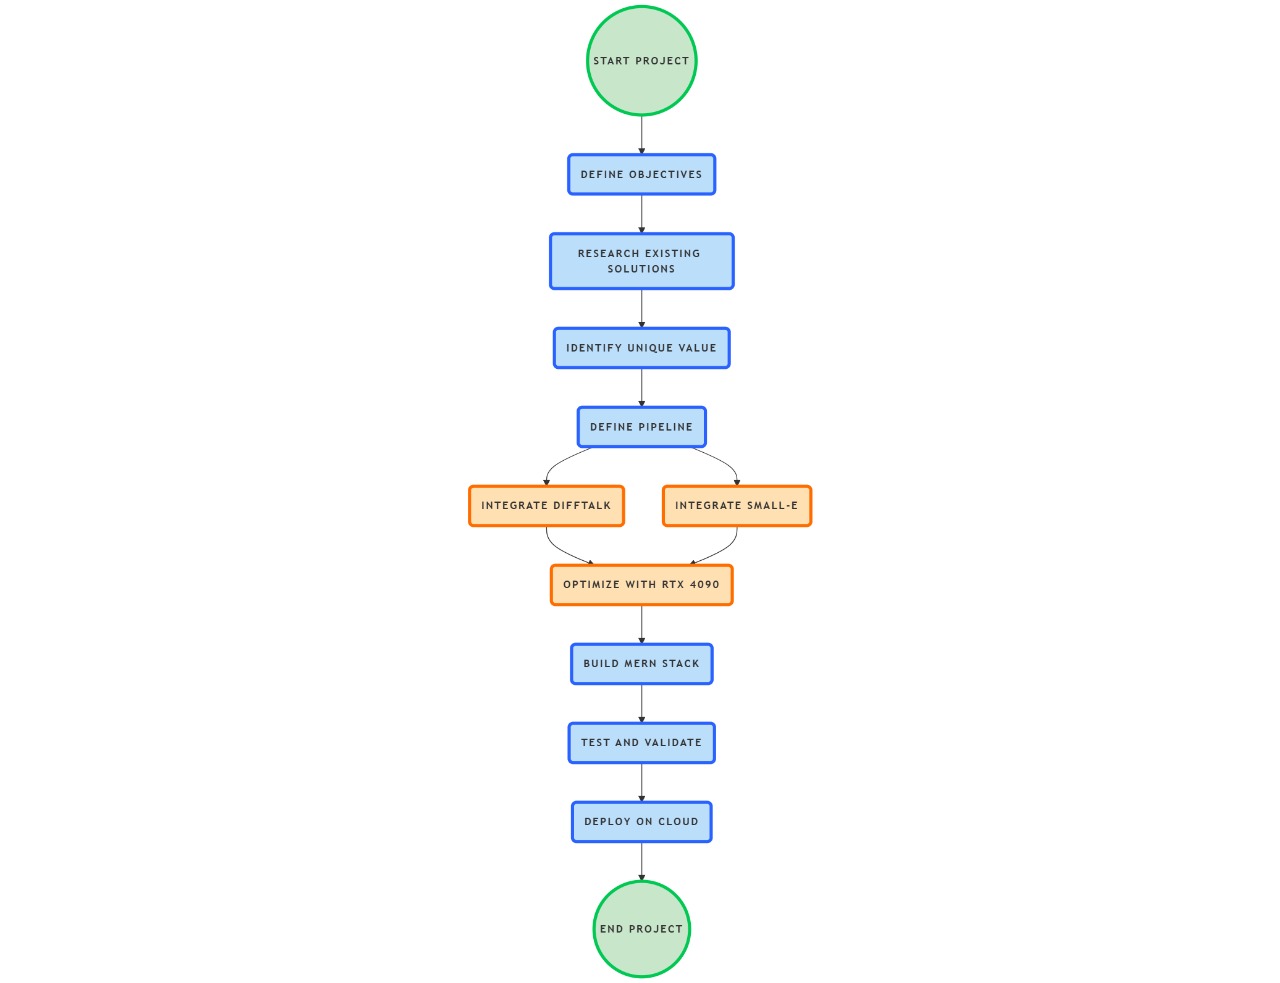 START PROJECT
DEFINE OBJECTIVES
RESEARCH EXISTING
SOLUTIONS
IDENTIFY UNIQUE VALUE
DEFINE PIPELINE
INTEGRATE DIFFTALK
INTEGRATE SMALL-E
OPTIMIZE WITH RTX 4090
BUILD MERN STACK
TEST AND VALIDATE
DEPLOY ON CLOUD
END PROJECT